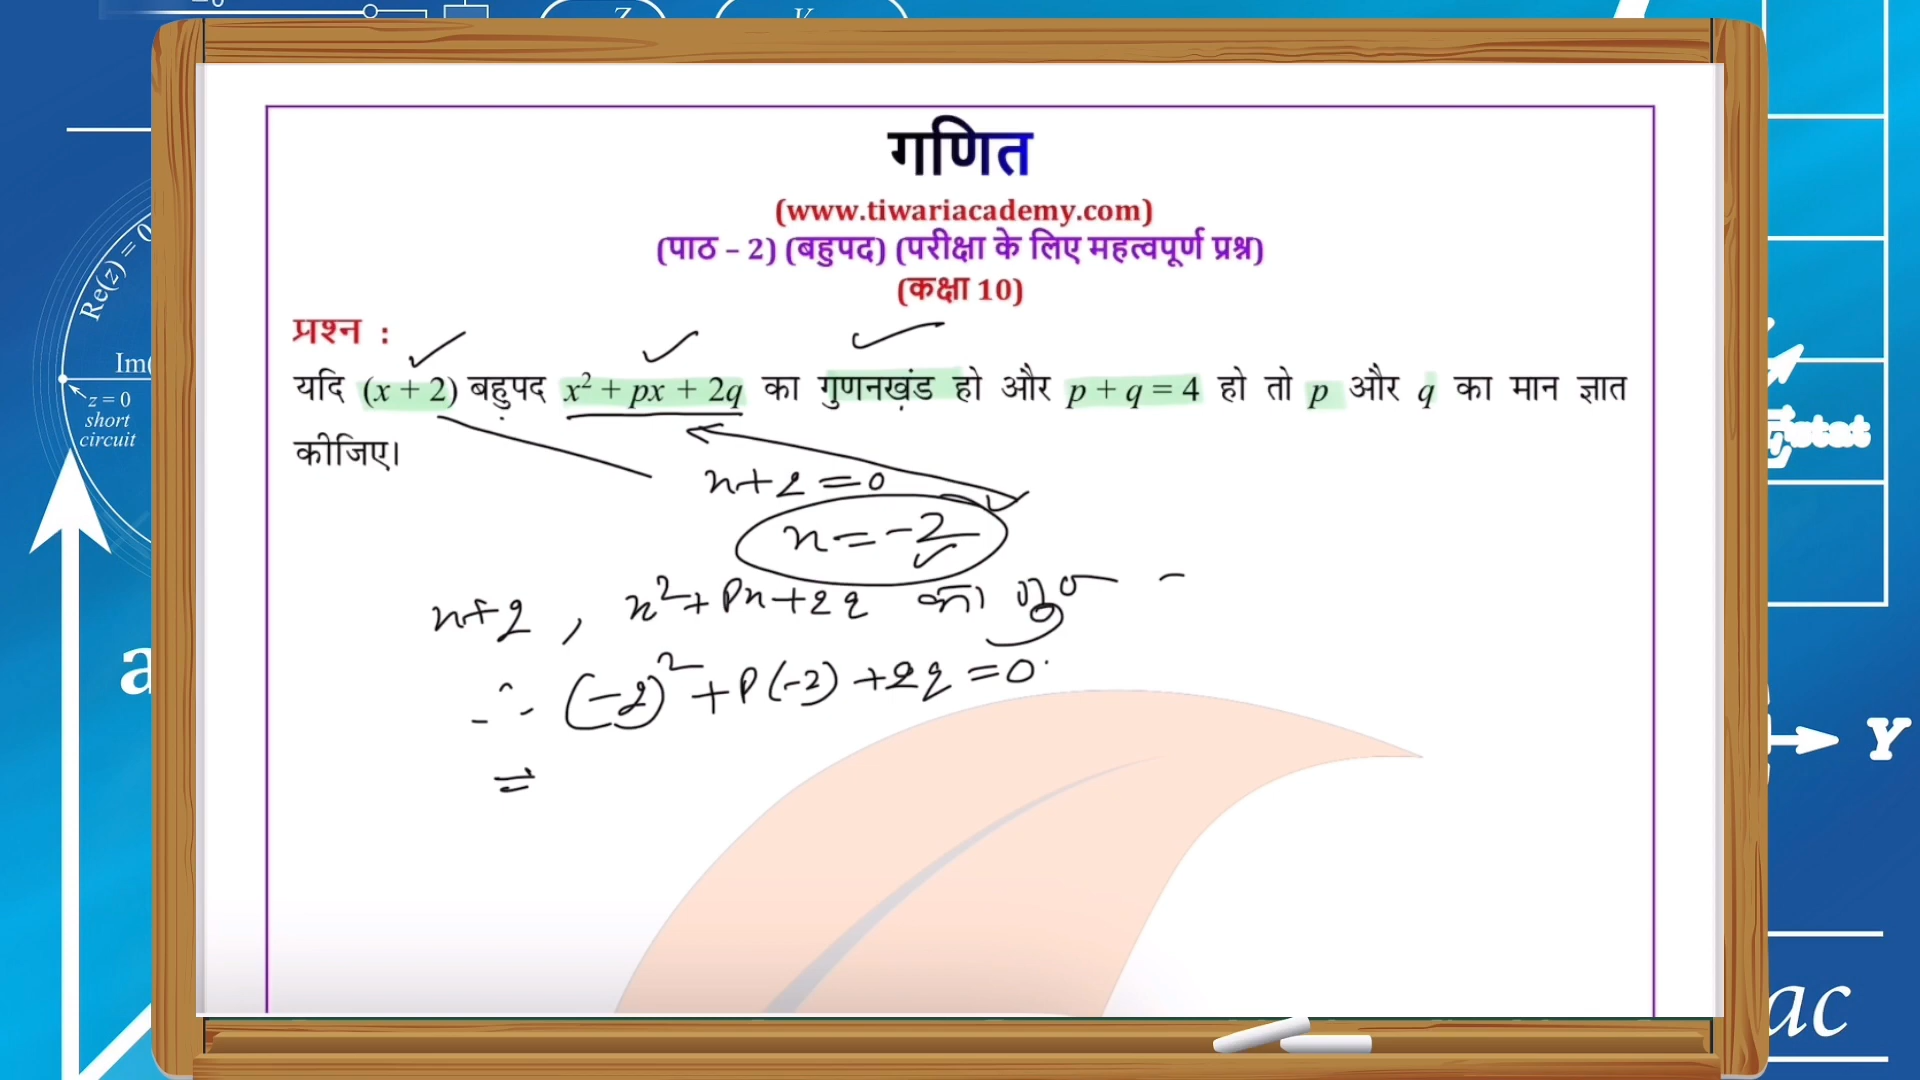 गणित
(www.tiwariacademy.com)
(पाठ – 2) (बहुपद) (परीक्षा के लिए महत्वपूर्ण प्रश्न)
(कक्षा 10)
प्रश्न :
यदि (x + 2) बहुपद x² + px + 2q का गुणनखंड हो और p + q = 4 हो तो p और q का मान ज्ञात
कीजिए।
x+2=0
x=-2
x+2, x²+Px+2q का गुण
∴ (-2)²+P(-2)+2q=0
⇒
Re(z) = 0
Im(
z = 0
short
circuit
a
Y
ac